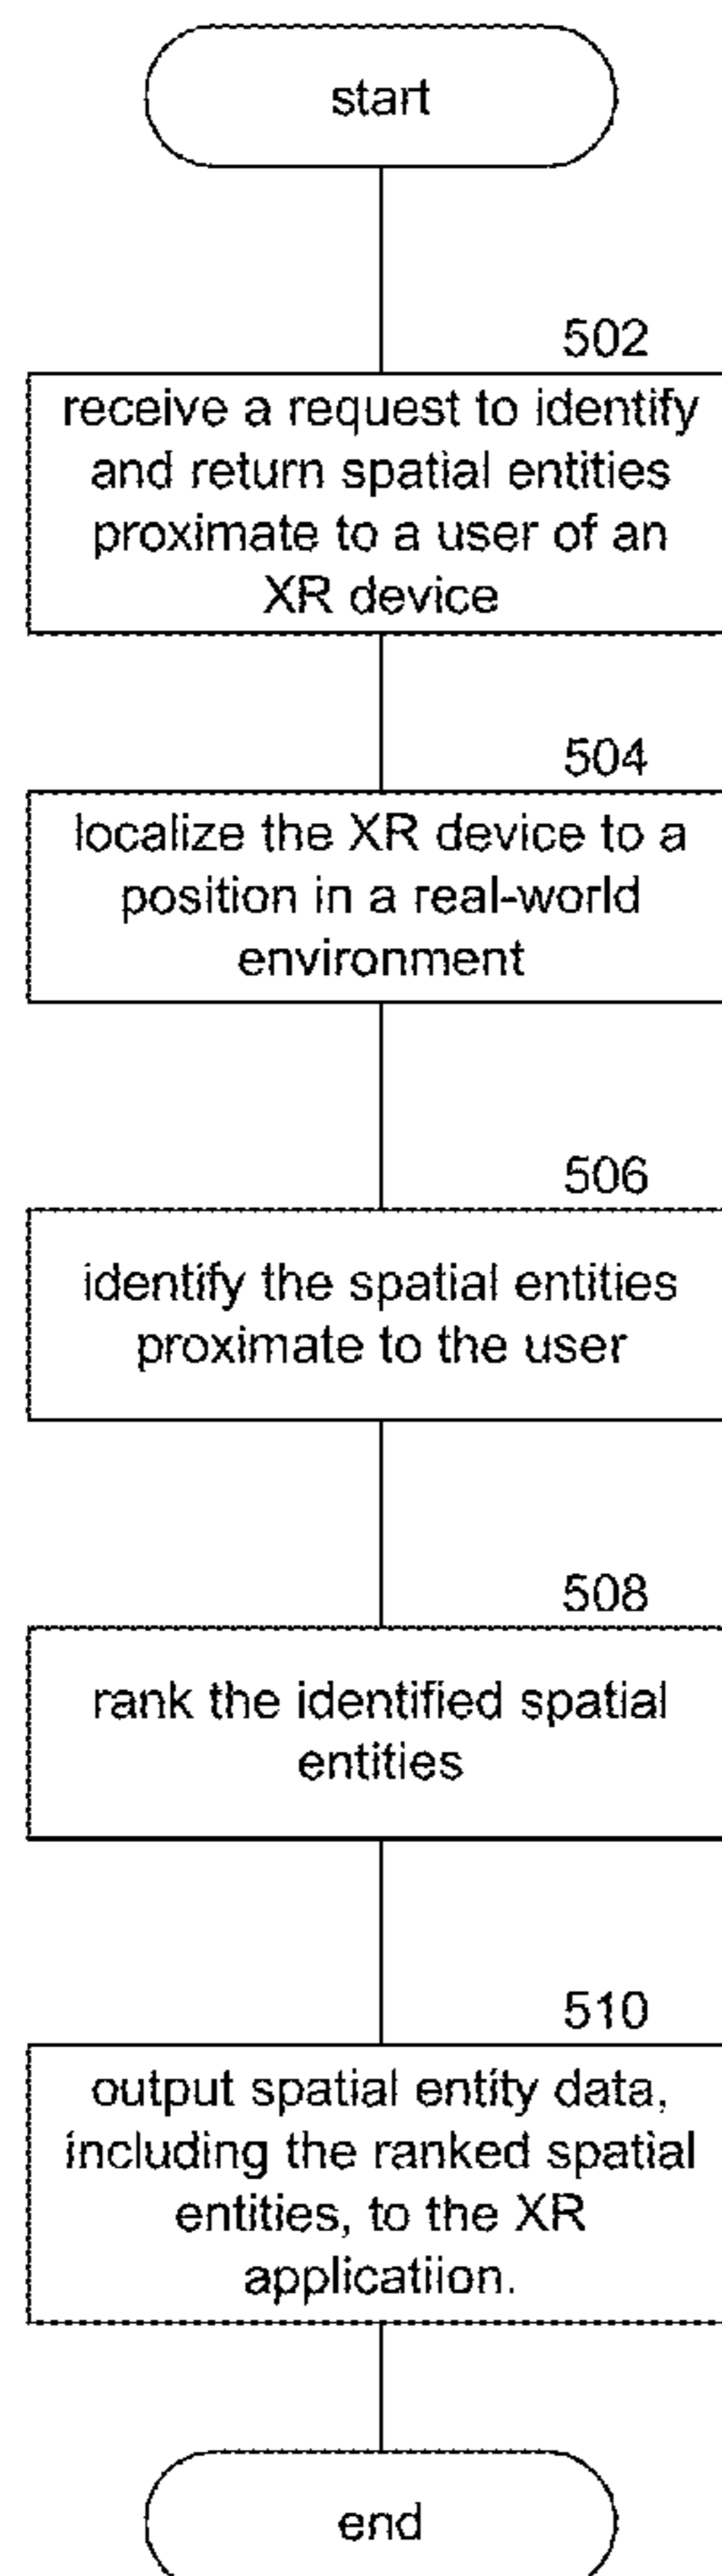 start
502
receive a request to identify
and return spatial entities
proximate to a user of an
XR device
504
localize the XR device to a
position in a real-world
environment
506
identify the spatial entities
proximate to the user
508
rank the identified spatial
entities
510
output spatial entity data,
including the ranked spatial
entities, to the XR
applicatiion.
end